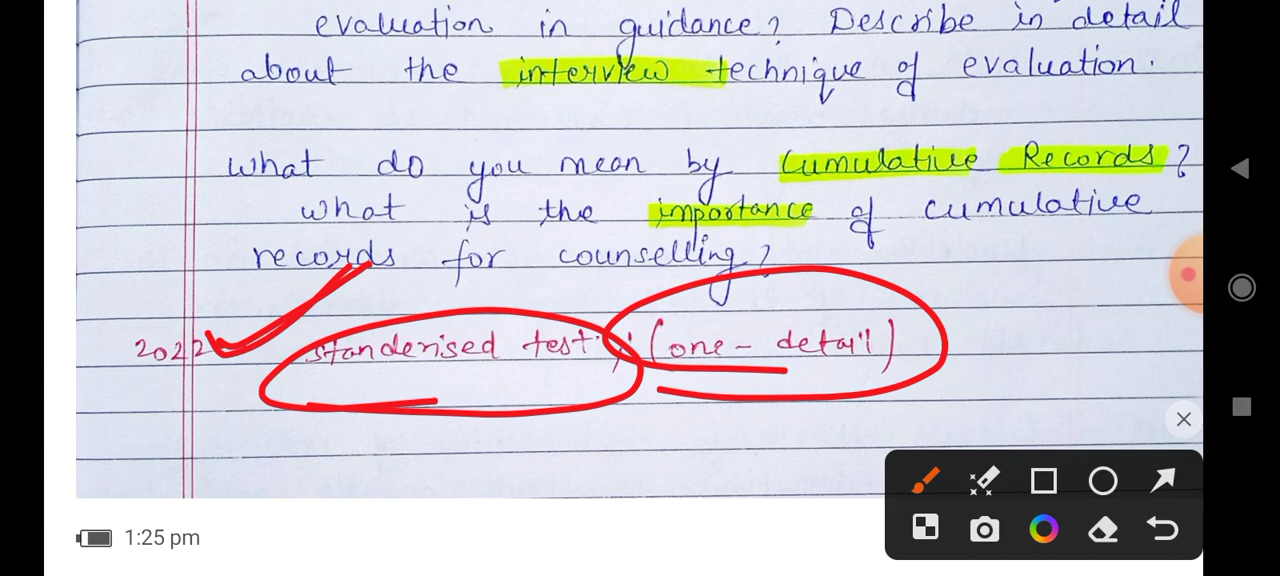 evaluation in guidance? Describe in detail
about the interview technique of evaluation.
What do you mean by Cumulative Records?
What is the importance of cumulative
records for counselling?
2022 standerised test, (one - detail)
1:25 pm